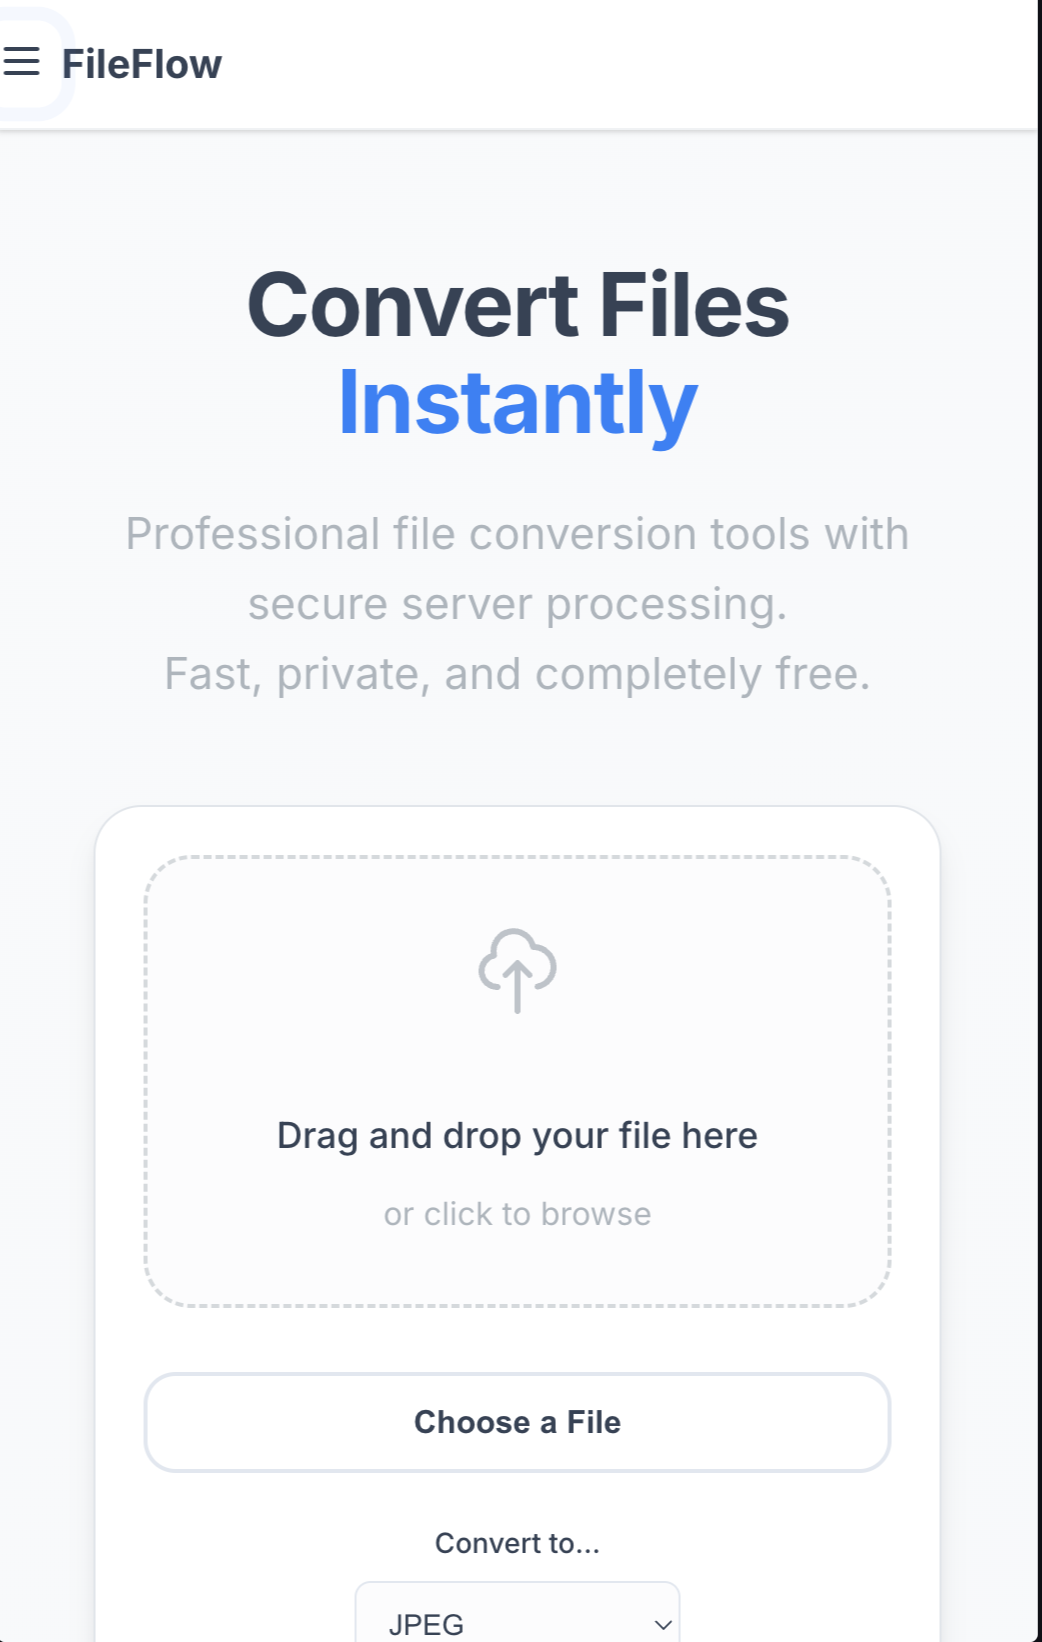 FileFlow
Convert Files
Instantly
Professional file conversion tools with
secure server processing.
Fast, private, and completely free.
Drag and drop your file here
or click to browse
Choose a File
Convert to...
JPEG